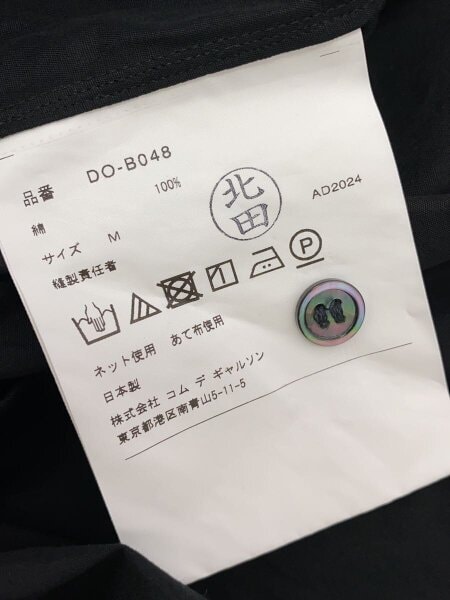 品番 DO-B048
綿 100%
サイズ M
縫製責任者
北田
AD2024
P
ネット使用 あて布使用
日本製
株式会社 コム デ ギャルソン
東京都港区南青山5-11-5